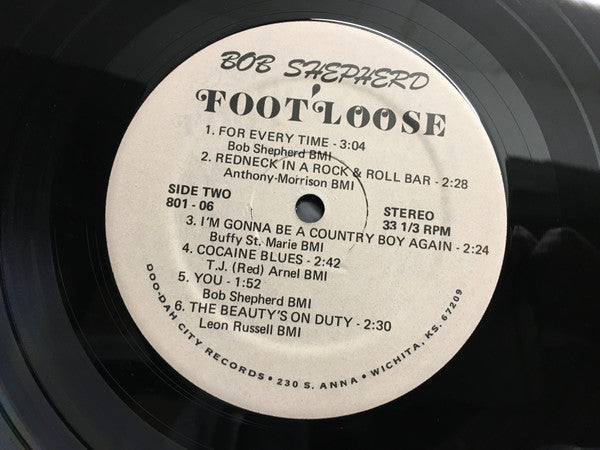 BOB SHEPHERD
FOOT'LOOSE
1. FOR EVERY TIME - 3:04
Bob Shepherd BMI
2. REDNECK IN A ROCK & ROLL BAR - 2:28
Anthony-Morrison BMI
SIDE TWO
801 - 06
STEREO
33 1/3 RPM
3. I'M GONNA BE A COUNTRY BOY AGAIN - 2:24
Buffy St. Marie BMI
4. COCAINE BLUES - 2:42
T.J. (Red) Arnel BMI
5. YOU - 1:52
Bob Shepherd BMI
6. THE BEAUTY'S ON DUTY - 2:30
Leon Russell BMI
DOO-DAH CITY RECORDS • 230 S. ANNA • WICHITA, KS. 67209